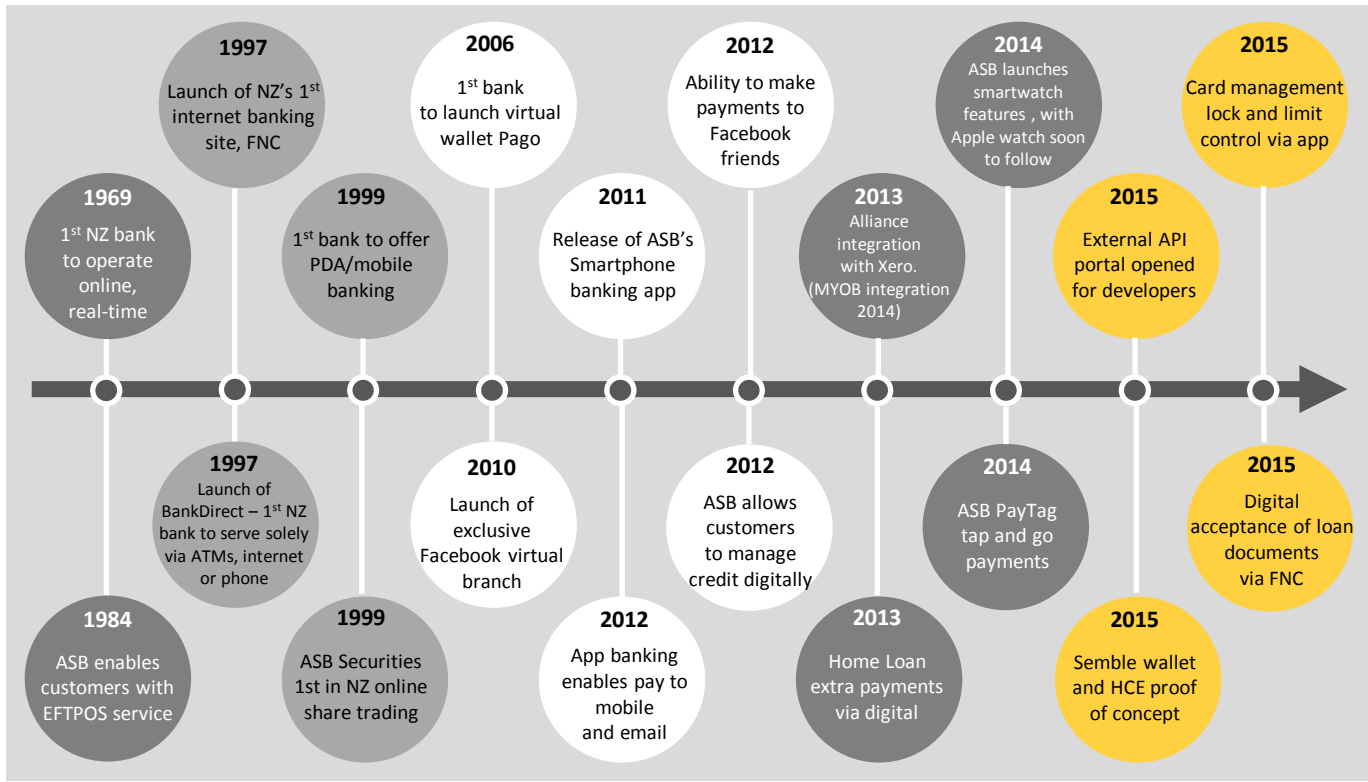 1969
1st NZ bank
to operate
online,
real-time
1984
ASB enables
customers with
EFTPOS service
1997
Launch of NZ's 1st
internet banking
site, FNC
1997
Launch of
BankDirect – 1st NZ
bank to serve solely
via ATMs, internet
or phone
1999
1st bank to offer
PDA/mobile
banking
1999
ASB Securities
1st in NZ online
share trading
2006
1st bank
to launch virtual
wallet Pago
2010
Launch of
exclusive
Facebook virtual
branch
2011
Release of ASB's
Smartphone
banking app
2012
App banking
enables pay to
mobile
and email
2012
Ability to make
payments to
Facebook
friends
2012
ASB allows
customers
to manage
credit digitally
2013
Alliance
integration
with Xero.
(MYOB integration
2014)
2013
Home Loan
extra payments
via digital
2014
ASB launches
smartwatch
features , with
Apple watch soon
to follow
2014
ASB PayTag
tap and go
payments
2015
External API
portal opened
for developers
2015
Semble wallet
and HCE proof
of concept
2015
Card management
lock and limit
control via app
2015
Digital
acceptance of loan
documents
via FNC